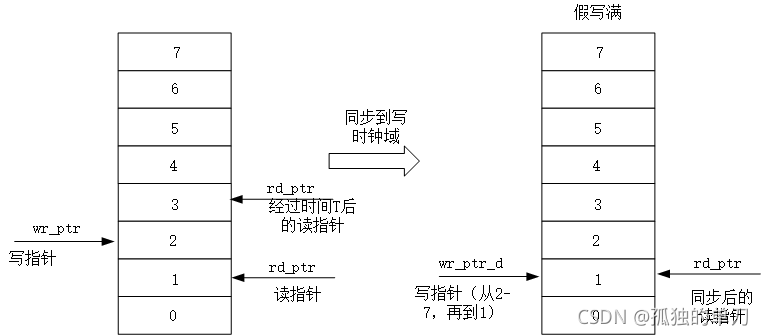 假写满
7
6
5
4
3
2
1
0
wr_ptr
写指针
rd_ptr
经过时间T后
的读指针
rd_ptr
读指针
同步到写
时钟域
7
6
5
4
3
2
1
0
wr_ptr_d
写指针（从2-
7，再到1）
rd_ptr
同步后的
读指针
CSDN @孤独的单刀